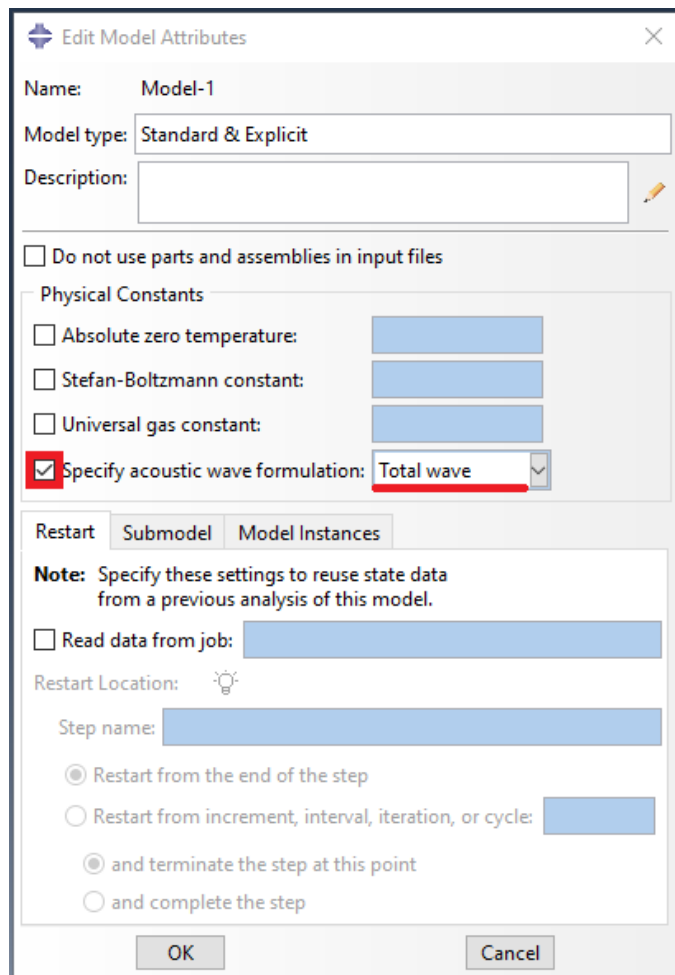 Edit Model Attributes
Name: Model-1
Model type: Standard & Explicit
Description:
Do not use parts and assemblies in input files
Physical Constants
Absolute zero temperature:
Stefan-Boltzmann constant:
Universal gas constant:
Specify acoustic wave formulation: Total wave
Restart Submodel Model Instances
Note: Specify these settings to reuse state data
from a previous analysis of this model.
Read data from job:
Restart Location:
Step name:
Restart from the end of the step
Restart from increment, interval, iteration, or cycle:
and terminate the step at this point
and complete the step
OK Cancel